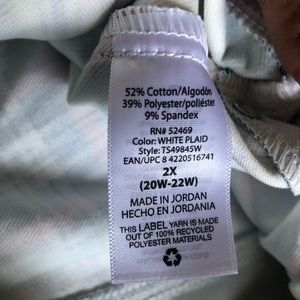 52% Cotton/Algodón
39% Polyester/poliéster
9% Spandex
RN# 52469
Color: WHITE PLAID
Style: TS49845W
EAN/UPC 8 4220516741
2X
(20W-22W)
MADE IN JORDAN
HECHO EN JORDANIA
THIS LABEL YARN IS MADE
OUT OF 100% RECYCLED
POLYESTER MATERIALS